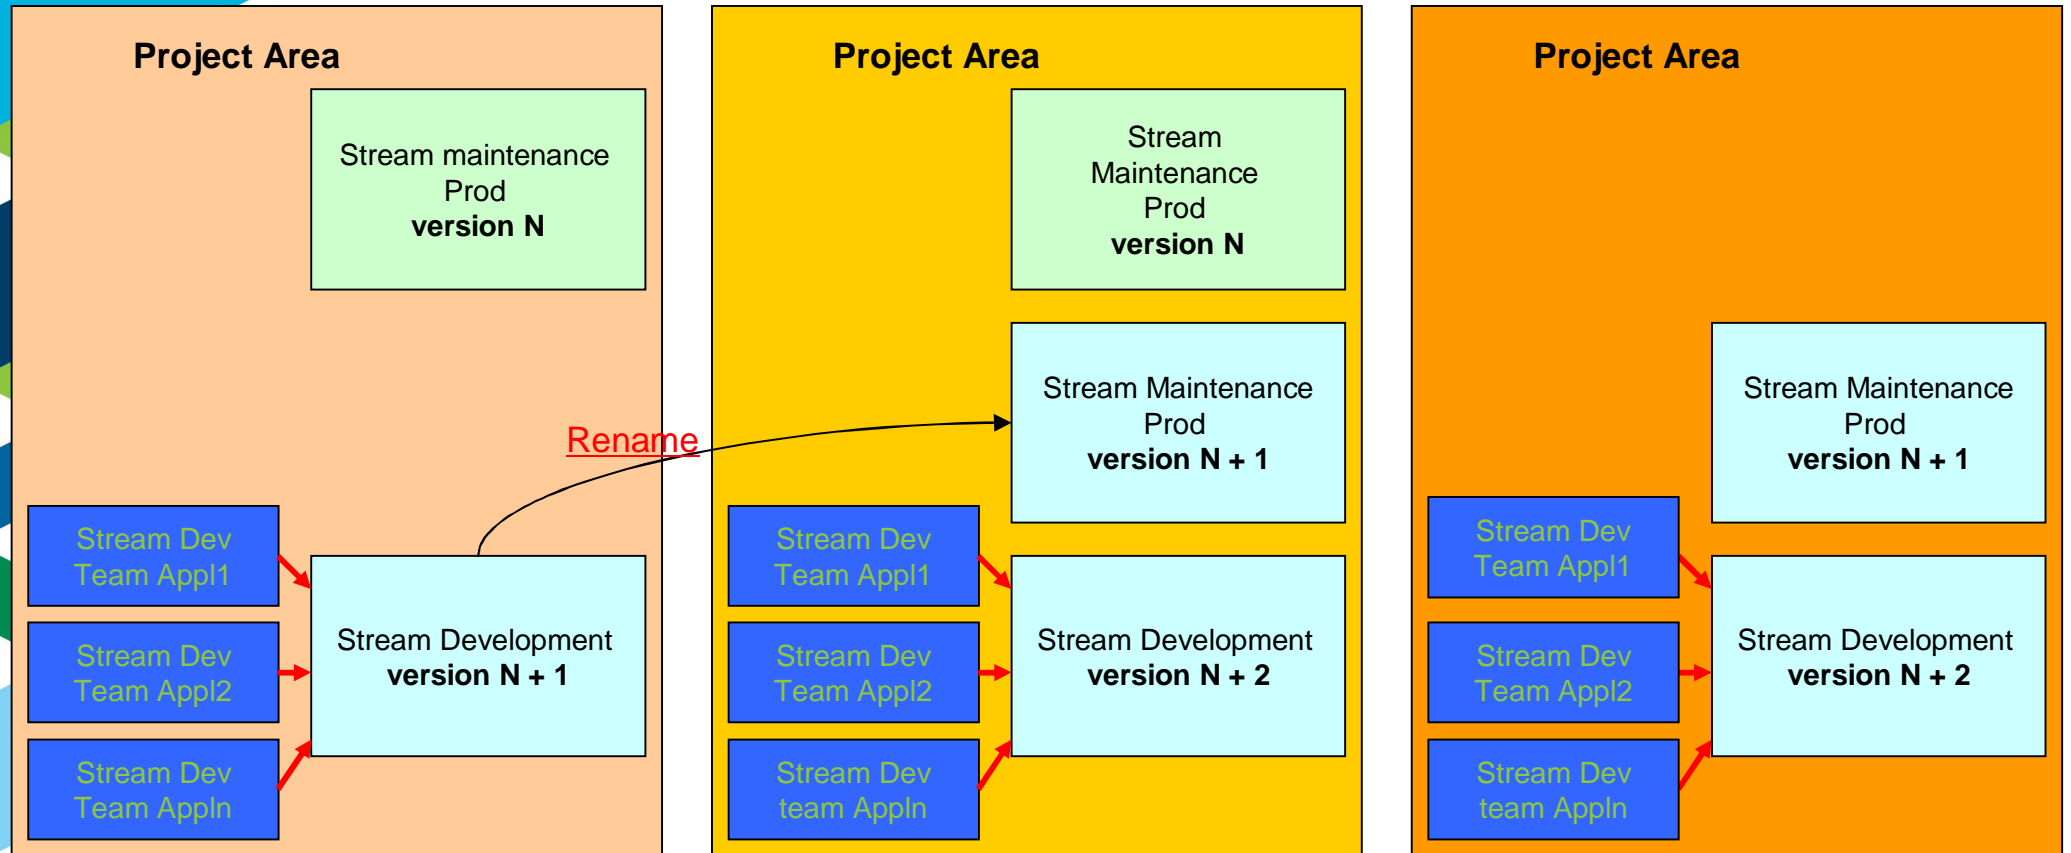 Project Area
Stream maintenance
Prod
version N
Rename
Stream Dev
Team Appl1
Stream Dev
Team Appl2
Stream Dev
Team Appln
Stream Development
version N + 1
Project Area
Stream
Maintenance
Prod
version N
Stream Maintenance
Prod
version N + 1
Stream Dev
Team Appl1
Stream Dev
Team Appl2
Stream Dev
team Appln
Stream Development
version N + 2
Project Area
Stream Maintenance
Prod
version N + 1
Stream Dev
Team Appl1
Stream Dev
Team Appl2
Stream Dev
team Appln
Stream Development
version N + 2